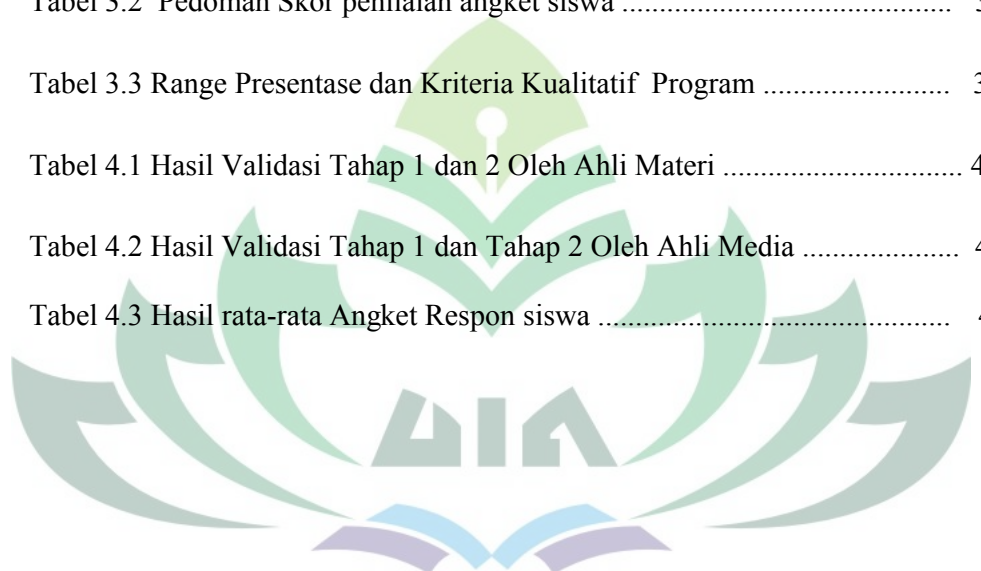 Tabel 3.2 Pedoman Skor penilaian angket siswa ............................................
Tabel 3.3 Range Presentase dan Kriteria Kualitatif Program .........................
Tabel 4.1 Hasil Validasi Tahap 1 dan 2 Oleh Ahli Materi ................................ 4
Tabel 4.2 Hasil Validasi Tahap 1 dan Tahap 2 Oleh Ahli Media .....................
Tabel 4.3 Hasil rata-rata Angket Respon siswa ...............................................
UIN